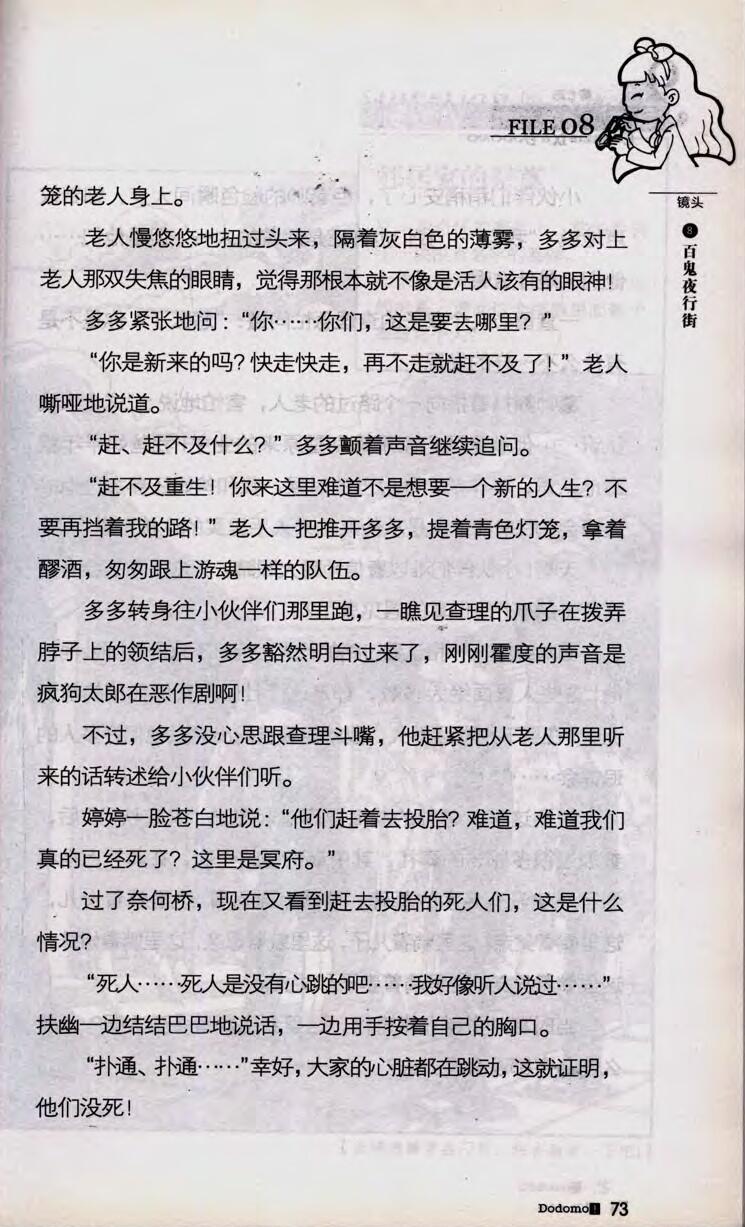 FILE 08
镜头
⑧百鬼夜行街
笼的老人身上。
老人慢悠悠地扭过头来，隔着灰白色的薄雾，多多对上
老人那双失焦的眼睛，觉得那根本就不像是活人该有的眼神！
多多紧张地问：“你……你们，这是要去哪里？”
“你是新来的吗？快走快走，再不走就赶不及了！”老人
嘶哑地说道。
“赶、赶不及什么？”多多颤着声音继续追问。
“赶不及重生！你来这里难道不是想要一个新的人生？不
要再挡着我的路！”老人一把推开多多，提着青色灯笼，拿着
醪酒，匆匆跟上游魂一样的队伍。
多多转身往小伙伴们那里跑，一瞧见查理的爪子在拨弄
脖子上的领结后，多多豁然明白过来了，刚刚霍度的声音是
疯狗太郎在恶作剧啊！
不过，多多没心思跟查理斗嘴，他赶紧把从老人那里听
来的话转述给小伙伴们听。
婷婷一脸苍白地说：“他们赶着去投胎？难道，难道我们
真的已经死了？这里是冥府。”
过了奈何桥，现在又看到赶去投胎的死人们，这是什么
情况？
“死人……死人是没有心跳的吧……我好像听人说过……”
扶幽一边结结巴巴地说话，一边用手按着自己的胸口。
“扑通、扑通……”幸好，大家的心脏都在跳动，这就证明，
他们没死！
Dodomo! 73